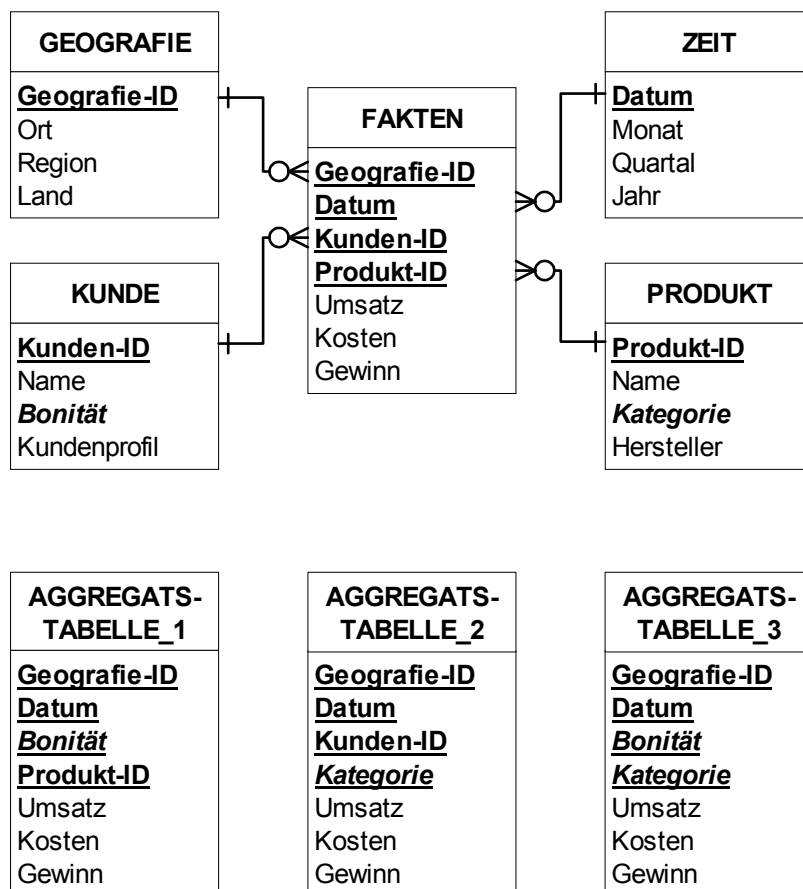 GEOGRAFIE
Geografie-ID
Ort
Region
Land
KUNDE
Kunden-ID
Name
Bonität
Kundenprofil
FAKTEN
Geografie-ID
Datum
Kunden-ID
Produkt-ID
Umsatz
Kosten
Gewinn
ZEIT
Datum
Monat
Quartal
Jahr
PRODUKT
Produkt-ID
Name
Kategorie
Hersteller
AGGREGATS-
TABELLE_1
Geografie-ID
Datum
Bonität
Produkt-ID
Umsatz
Kosten
Gewinn
AGGREGATS-
TABELLE_2
Geografie-ID
Datum
Kunden-ID
Kategorie
Umsatz
Kosten
Gewinn
AGGREGATS-
TABELLE_3
Geografie-ID
Datum
Bonität
Kategorie
Umsatz
Kosten
Gewinn